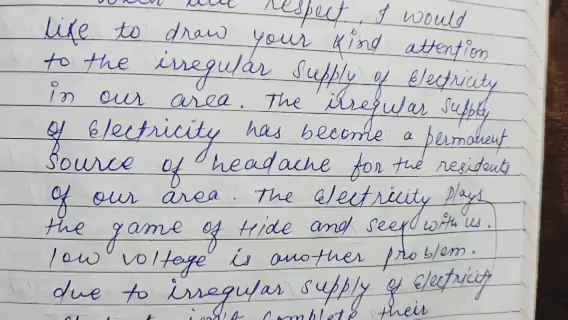 respect, I would
like to draw your kind attention
to the irregular supply of electricity
in our area. The irregular supply
of electricity has become a permanent
source of headache for the residents
of our area. The electricity plays
the game of Hide and seek with us.
low voltage is another problem.
due to irregular supply of electricity
complete their